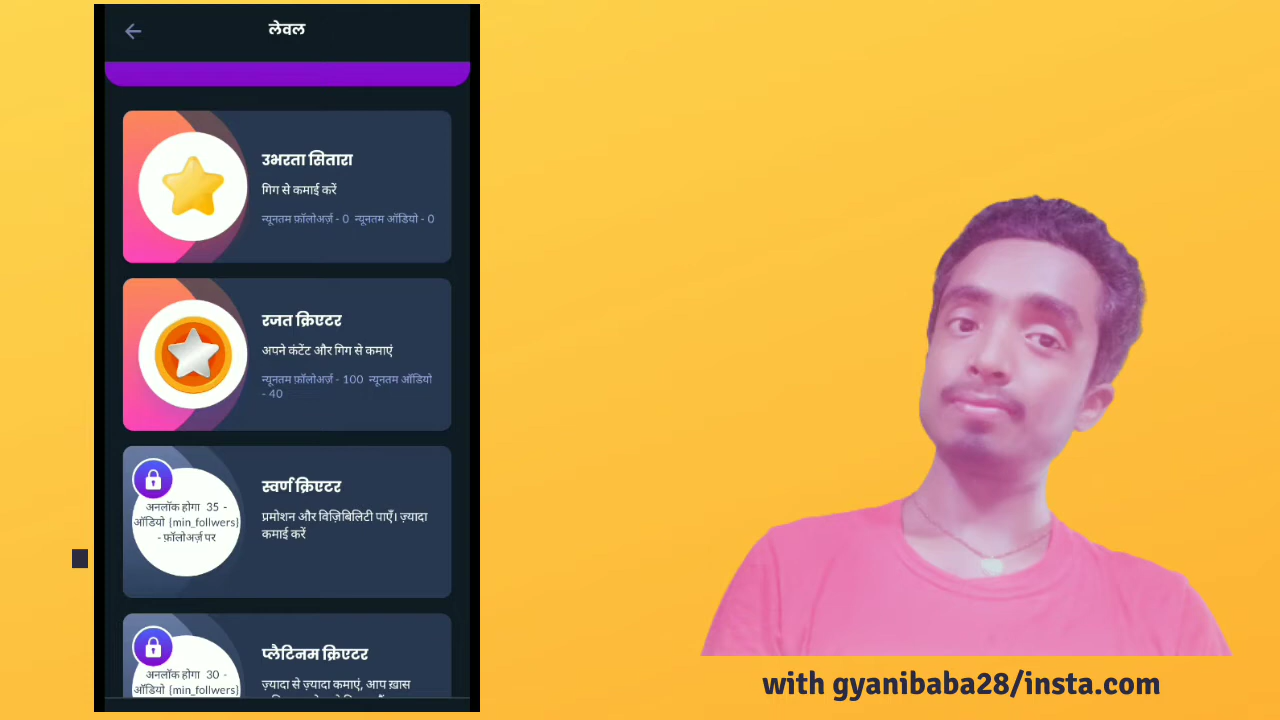 लेवल
उभरता सितारा
गिग से कमाई करें
न्यूनतम फ़ॉलोअर्ज़ - 0 न्यूनतम ऑडियो - 0
रजत क्रिएटर
अपने कंटेंट और गिग से कमाएं
न्यूनतम फ़ॉलोअर्ज़ - 100 न्यूनतम ऑडियो
- 40
अनलॉक होगा 35 -
ऑडियो (min_follwers)
- फ़ॉलोअर्ज़ पर
स्वर्ण क्रिएटर
प्रमोशन और विज़िबिलिटी पाएँ। ज़्यादा
कमाई करें
अनलॉक होगा 30 -
ऑडियो (min_follwers)
प्लैटिनम क्रिएटर
ज़्यादा से ज़्यादा कमाएं, आप ख़ास
with gyanibaba28/insta.com